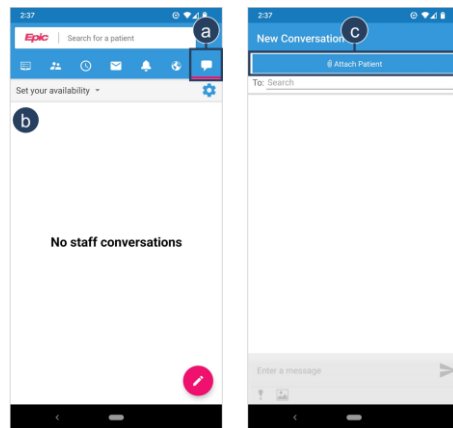 2:37
a
Epic
Search for a patient
Set your availability
b
No staff conversations
2:37
New Conversation
c
Attach Patient
To: Search
Enter a message